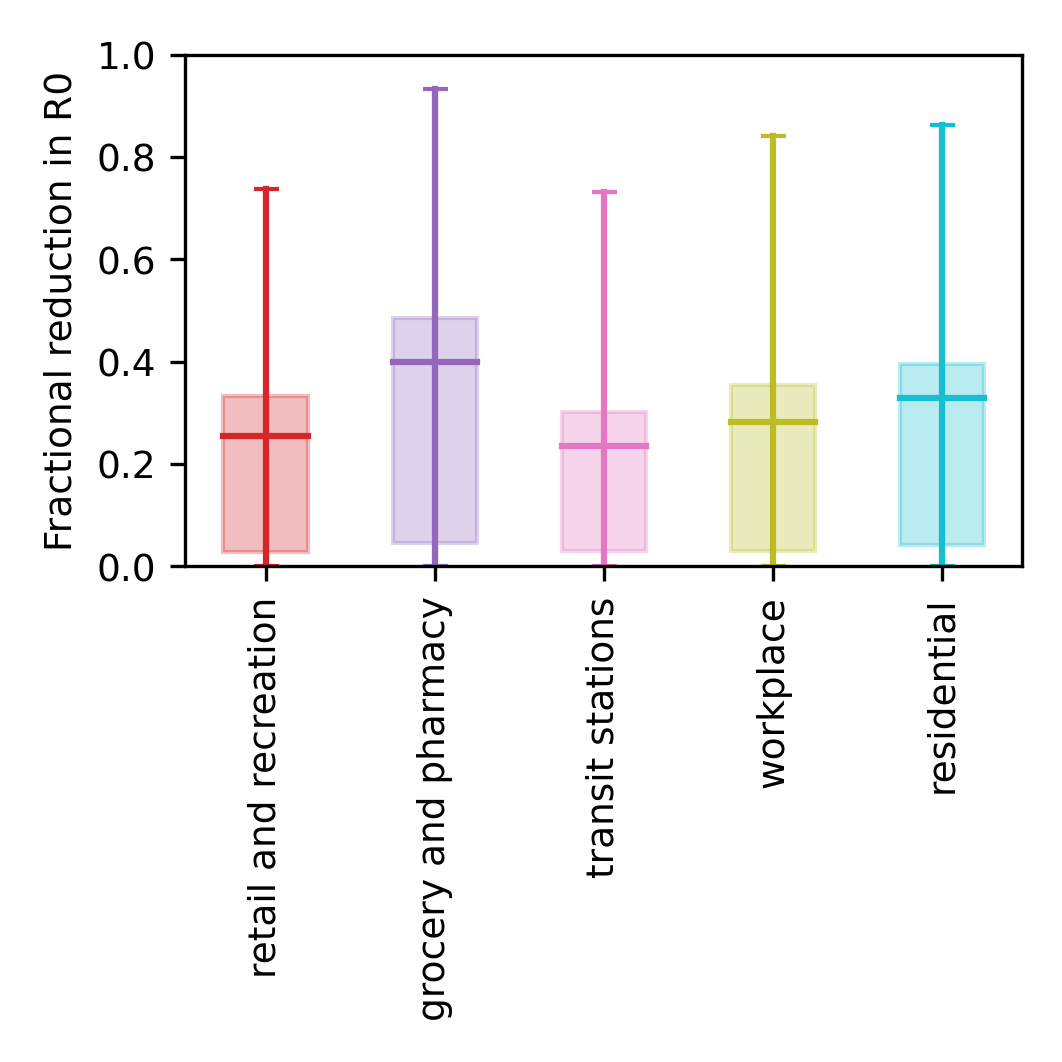 Fractional reduction in R0
1.0
0.8
0.6
0.4
0.2
0.0
retail and recreation
grocery and pharmacy
transit stations
workplace
residential